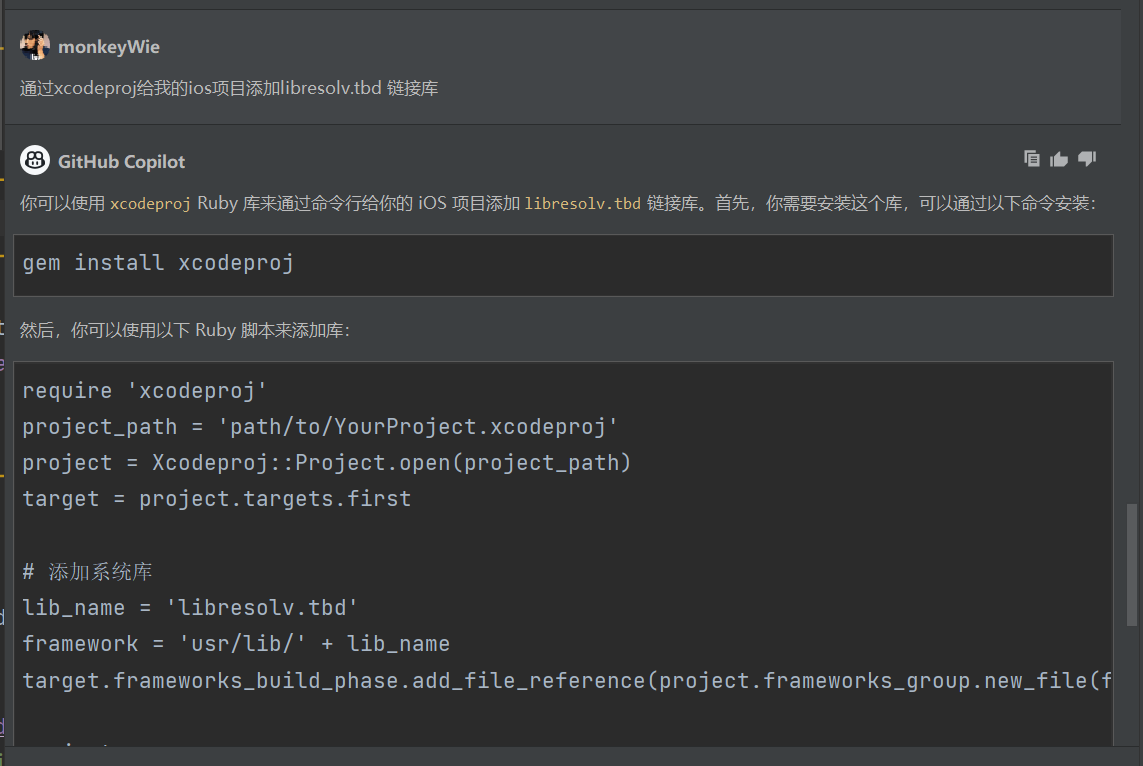 monkeyWie
通过xcodeproj给我的ios项目添加libresolv.tbd 链接库
GitHub Copilot
你可以使用 xcodeproj Ruby 库来通过命令行给你的 iOS 项目添加 libresolv.tbd 链接库。首先，你需要安装这个库，可以通过以下命令安装：
gem install xcodeproj
然后，你可以使用以下 Ruby 脚本来添加库：
require 'xcodeproj'
project_path = 'path/to/YourProject.xcodeproj'
project = Xcodeproj::Project.open(project_path)
target = project.targets.first
# 添加系统库
lib_name = 'libresolv.tbd'
framework = 'usr/lib/' + lib_name
target.frameworks_build_phase.add_file_reference(project.frameworks_group.new_file(f